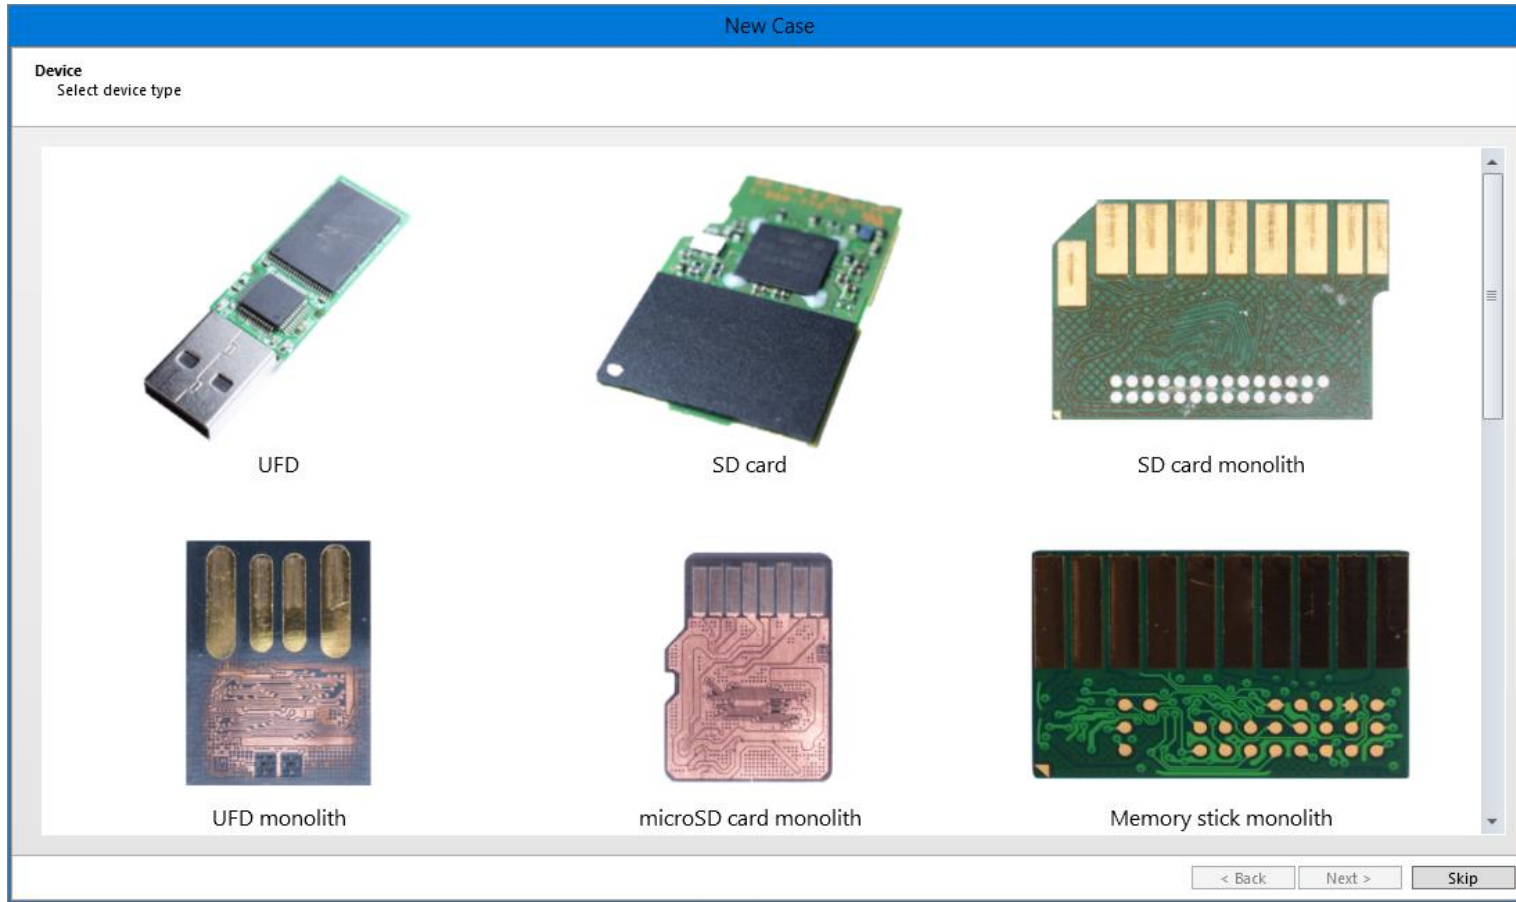 New Case
Device
Select device type
UFD
SD card
SD card monolith
UFD monolith
microSD card monolith
Memory stick monolith
< Back
Next >
Skip